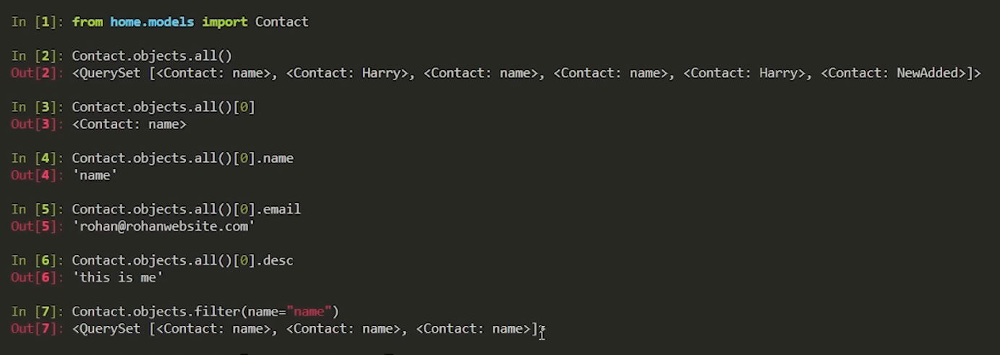 In [1]: from home.models import Contact
In [2]: Contact.objects.all()
Out[2]: <QuerySet [<Contact: name>, <Contact: Harry>, <Contact: name>, <Contact: name>, <Contact: Harry>, <Contact: NewAdded>]>
In [3]: Contact.objects.all()[0]
Out[3]: <Contact: name>
In [4]: Contact.objects.all()[0].name
Out[4]: 'name'
In [5]: Contact.objects.all()[0].email
Out[5]: 'rohan@rohanwebsite.com'
In [6]: Contact.objects.all()[0].desc
Out[6]: 'this is me'
In [7]: Contact.objects.filter(name="name")
Out[7]: <QuerySet [<Contact: name>, <Contact: name>, <Contact: name>]>